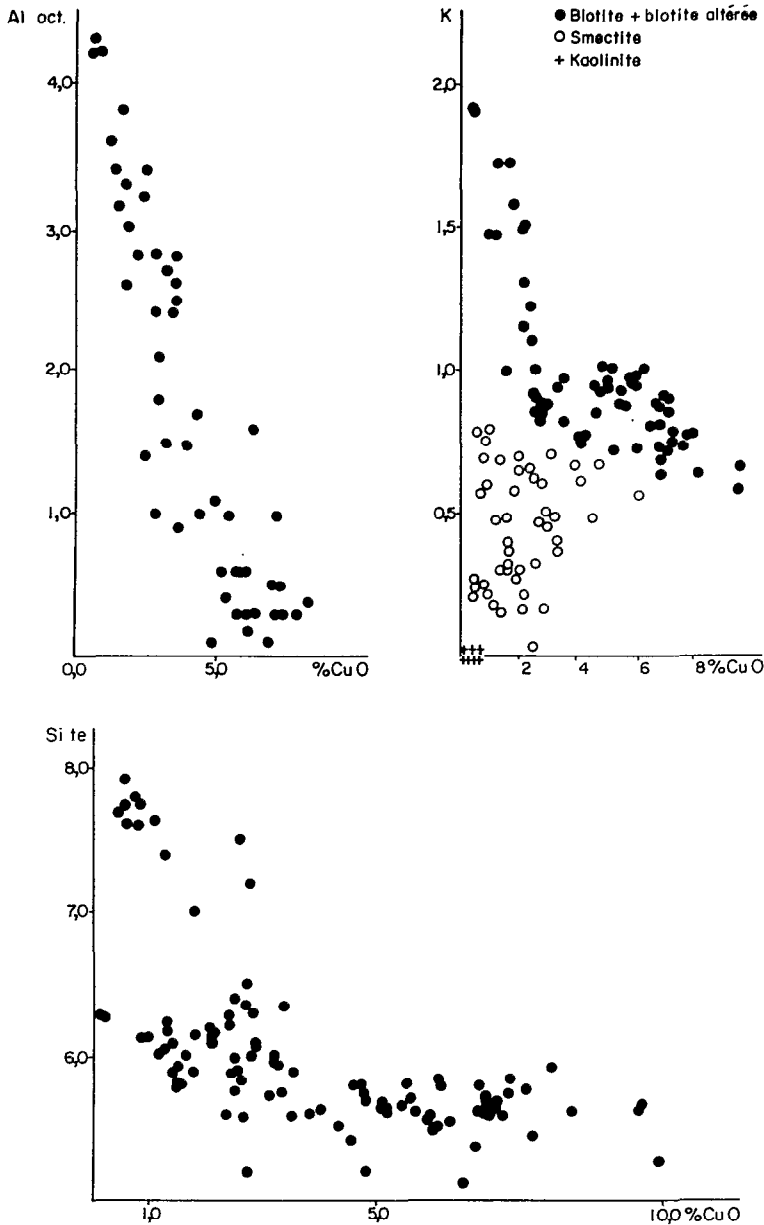 Al oct.
4,0
3,0
2,0
1,0
0,0 5,0 %CuO
K
2,0
1,5
1,0
0,5
2 4 6 8%CuO
Biotite + biotite altérée
Smectite
+ Kaolinite
Si te
8,0
7,0
6,0
1,0 5,0 10,0 %CuO